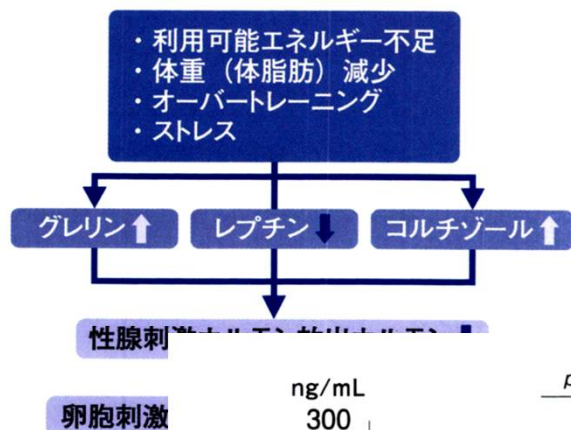 ・利用可能エネルギー不足
・体重（体脂肪）減少
・オーバートレーニング
・ストレス
グレリン↑ レプチン↓ コルチゾール↑
性腺刺
卵胞刺激
ng/mL
300